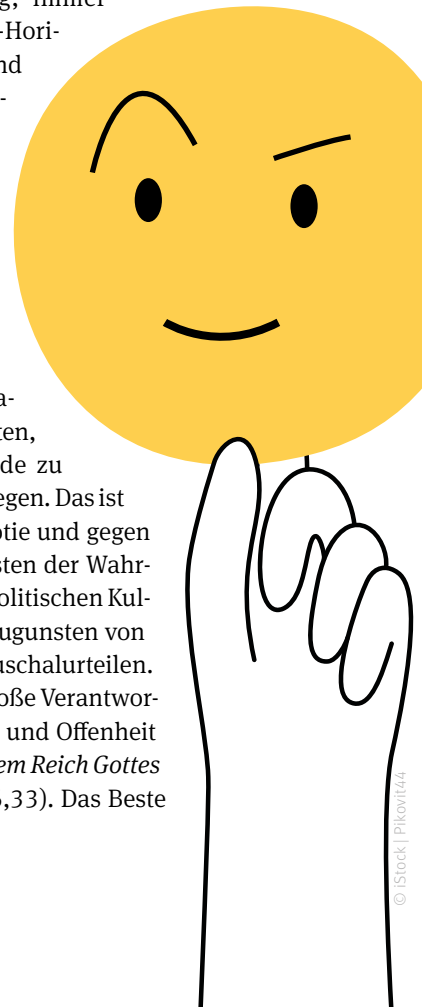 -Hori-
nd
-
a-
ten,
de zu
egen. Das ist
otie und gegen
sten der Wahr-
olitischen Kul-
ugunsten von
uschalurteilen.
oße Verantwor-
und Offenheit
em Reich Gottes
,33). Das Beste
© iStock | Pikovit44